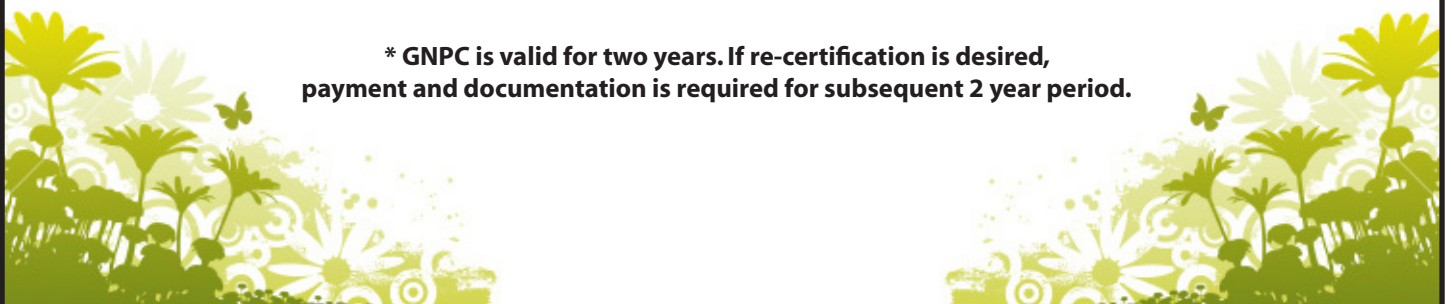 * GNPC is valid for two years. If re-certification is desired,
payment and documentation is required for subsequent 2 year period.